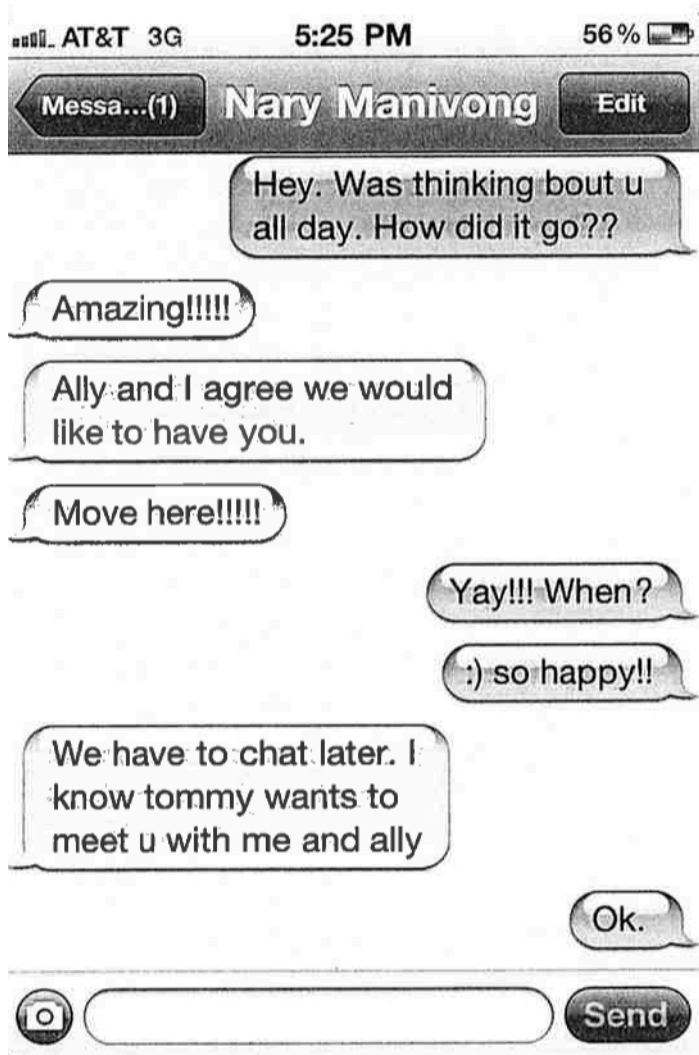 AT&T 3G 5:25 PM 56%
Messa...(1) Nary Manivong Edit
Hey. Was thinking bout u
all day. How did it go??
Amazing!!!!!
Ally and I agree we would
like to have you.
Move here!!!!!
Yay!!! When?
:) so happy!!
We have to chat later. I
know tommy wants to
meet u with me and ally
Ok.
Send